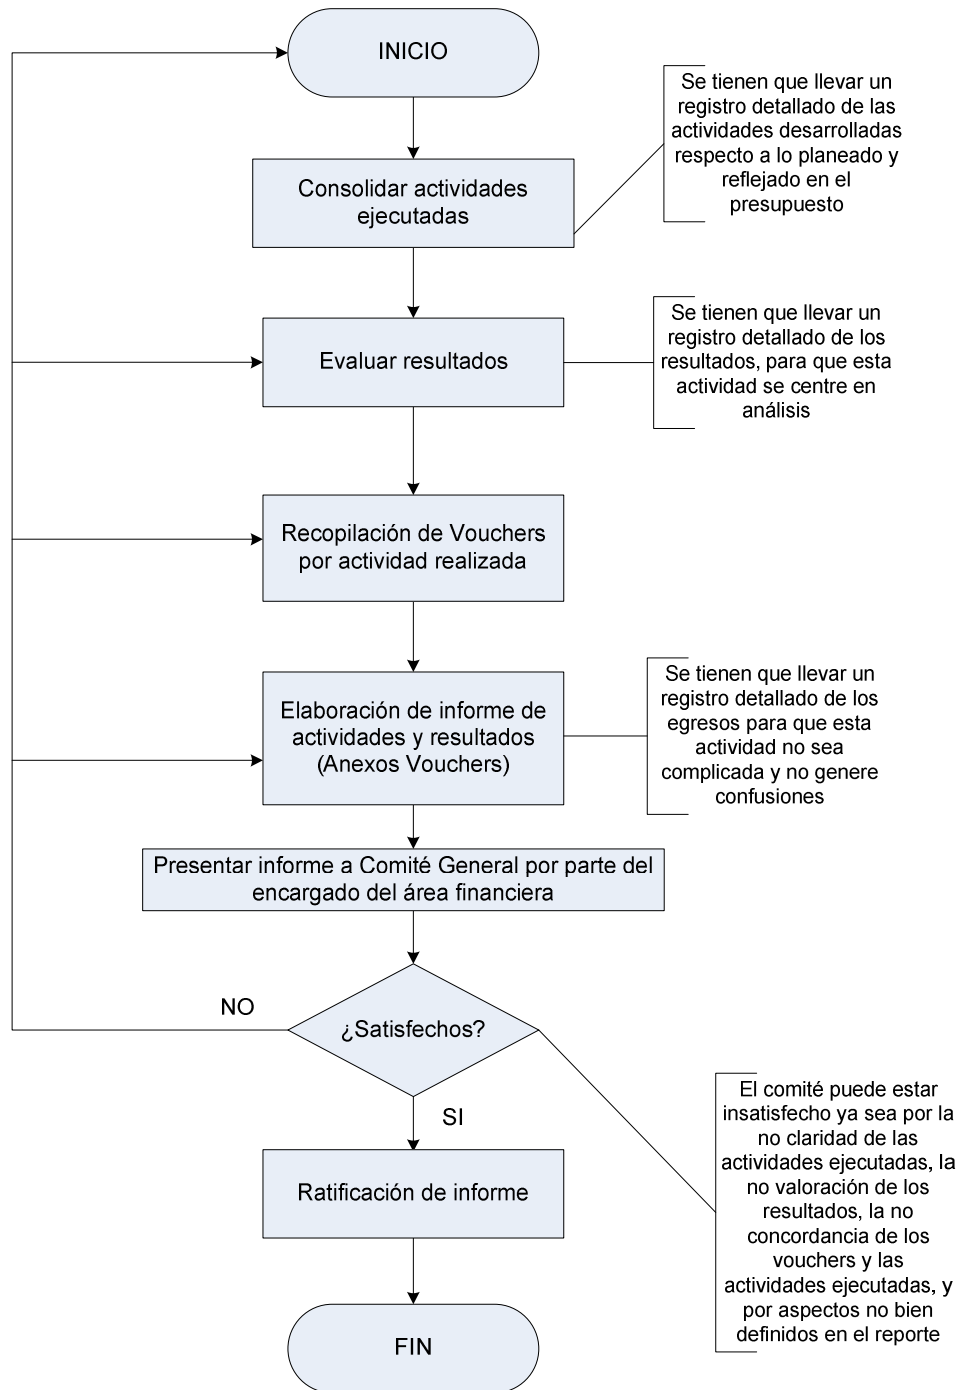 INICIO
Se tienen que llevar un
registro detallado de las
actividades desarrolladas
respecto a lo planeado y
reflejado en el
presupuesto
Consolidar actividades
ejecutadas
Se tienen que llevar un
registro detallado de los
resultados, para que esta
actividad se centre en
análisis
Evaluar resultados
Recopilación de Vouchers
por actividad realizada
Se tienen que llevar un
registro detallado de los
egresos para que esta
actividad no sea
complicada y no genere
confusiones
Elaboración de informe de
actividades y resultados
(Anexos Vouchers)
Presentar informe a Comité General por parte del
encargado del área financiera
NO
¿Satisfechos?
SI
El comité puede estar
insatisfecho ya sea por la
no claridad de las
actividades ejecutadas, la
no valoración de los
resultados, la no
concordancia de los
vouchers y las
actividades ejecutadas, y
por aspectos no bien
definidos en el reporte
Ratificación de informe
FIN